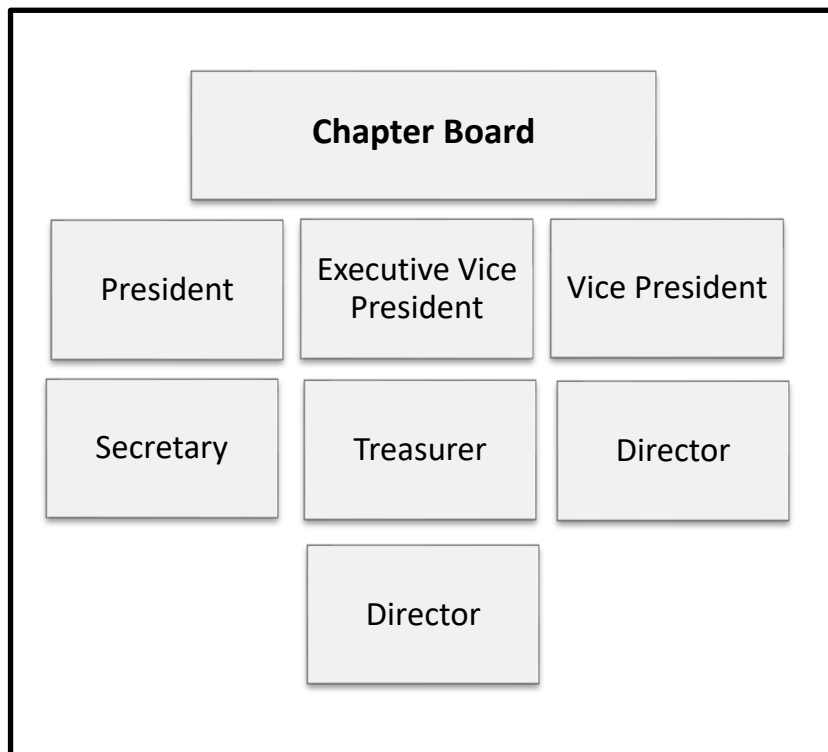 Chapter Board
President
Executive Vice
President
Vice President
Secretary
Treasurer
Director
Director